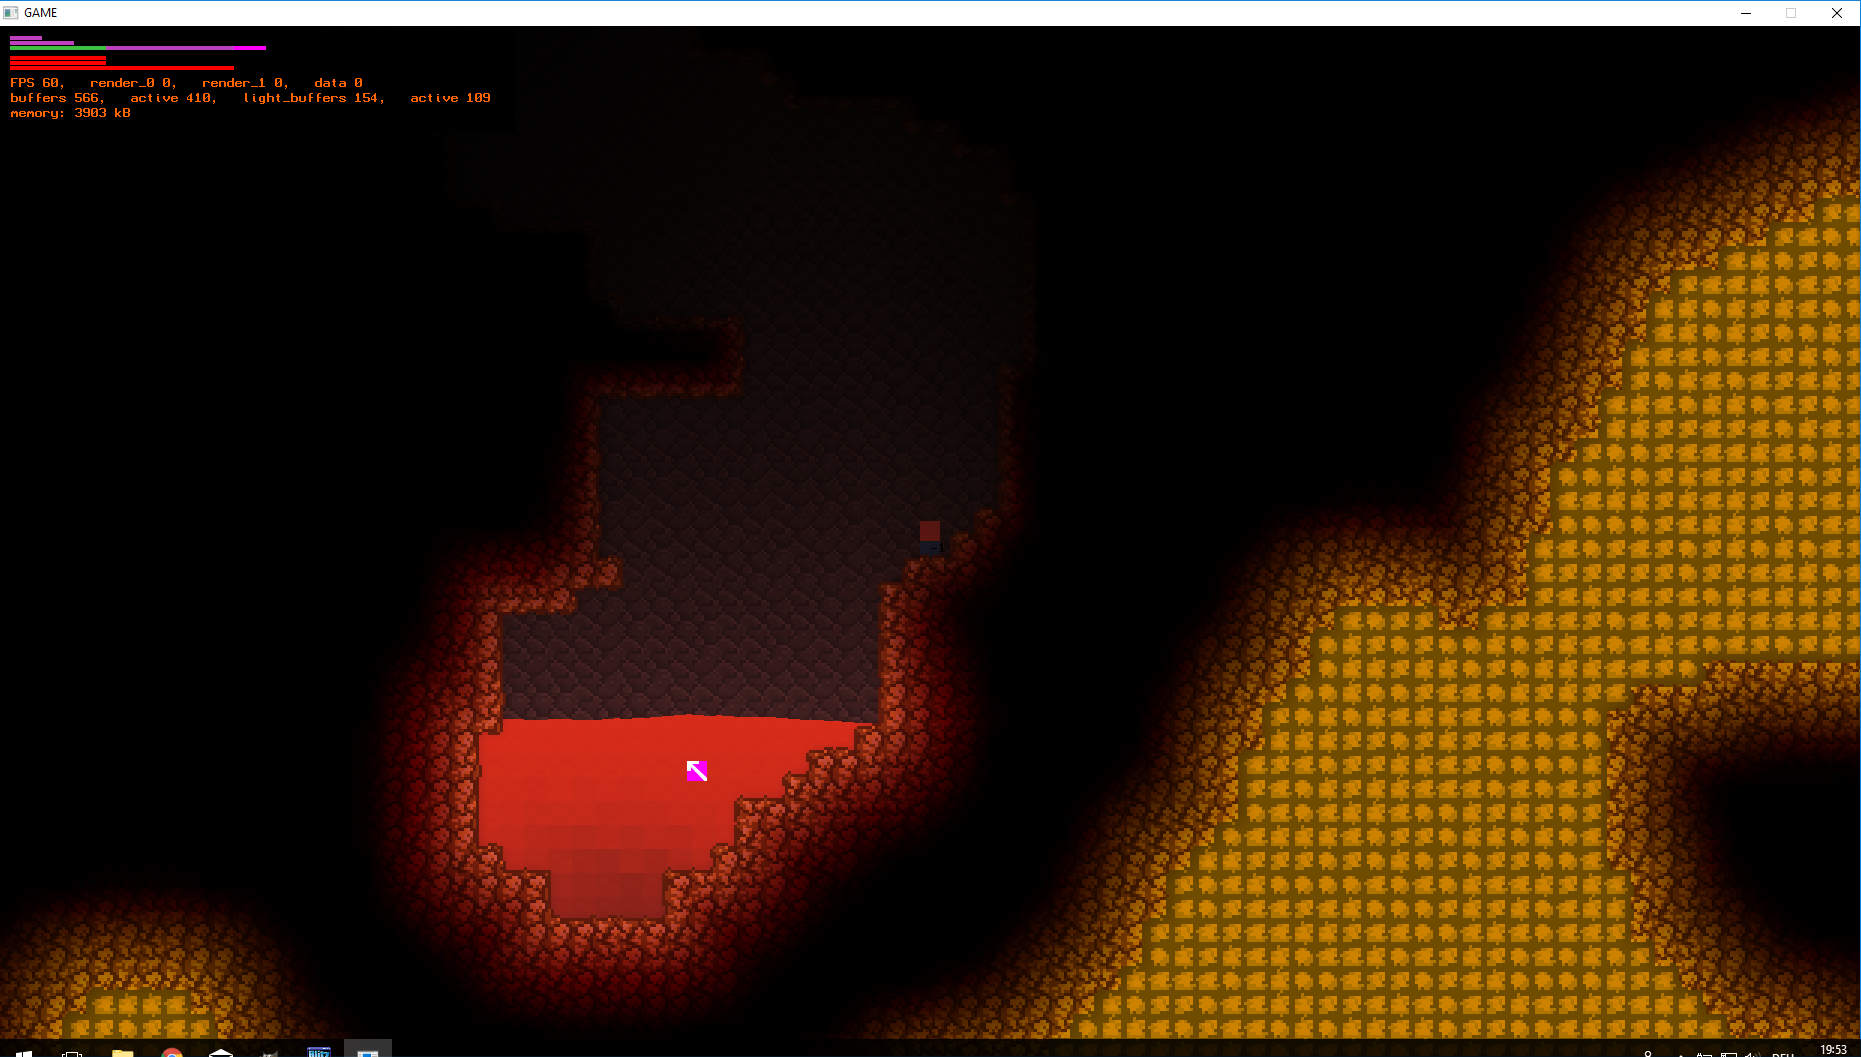 GAME
FPS 60,   render_0 0,   render_1 0,   data 0
buffers 566,   active 410,   light_buffers 154,   active 109
memory: 3903 kB
-1
19:53